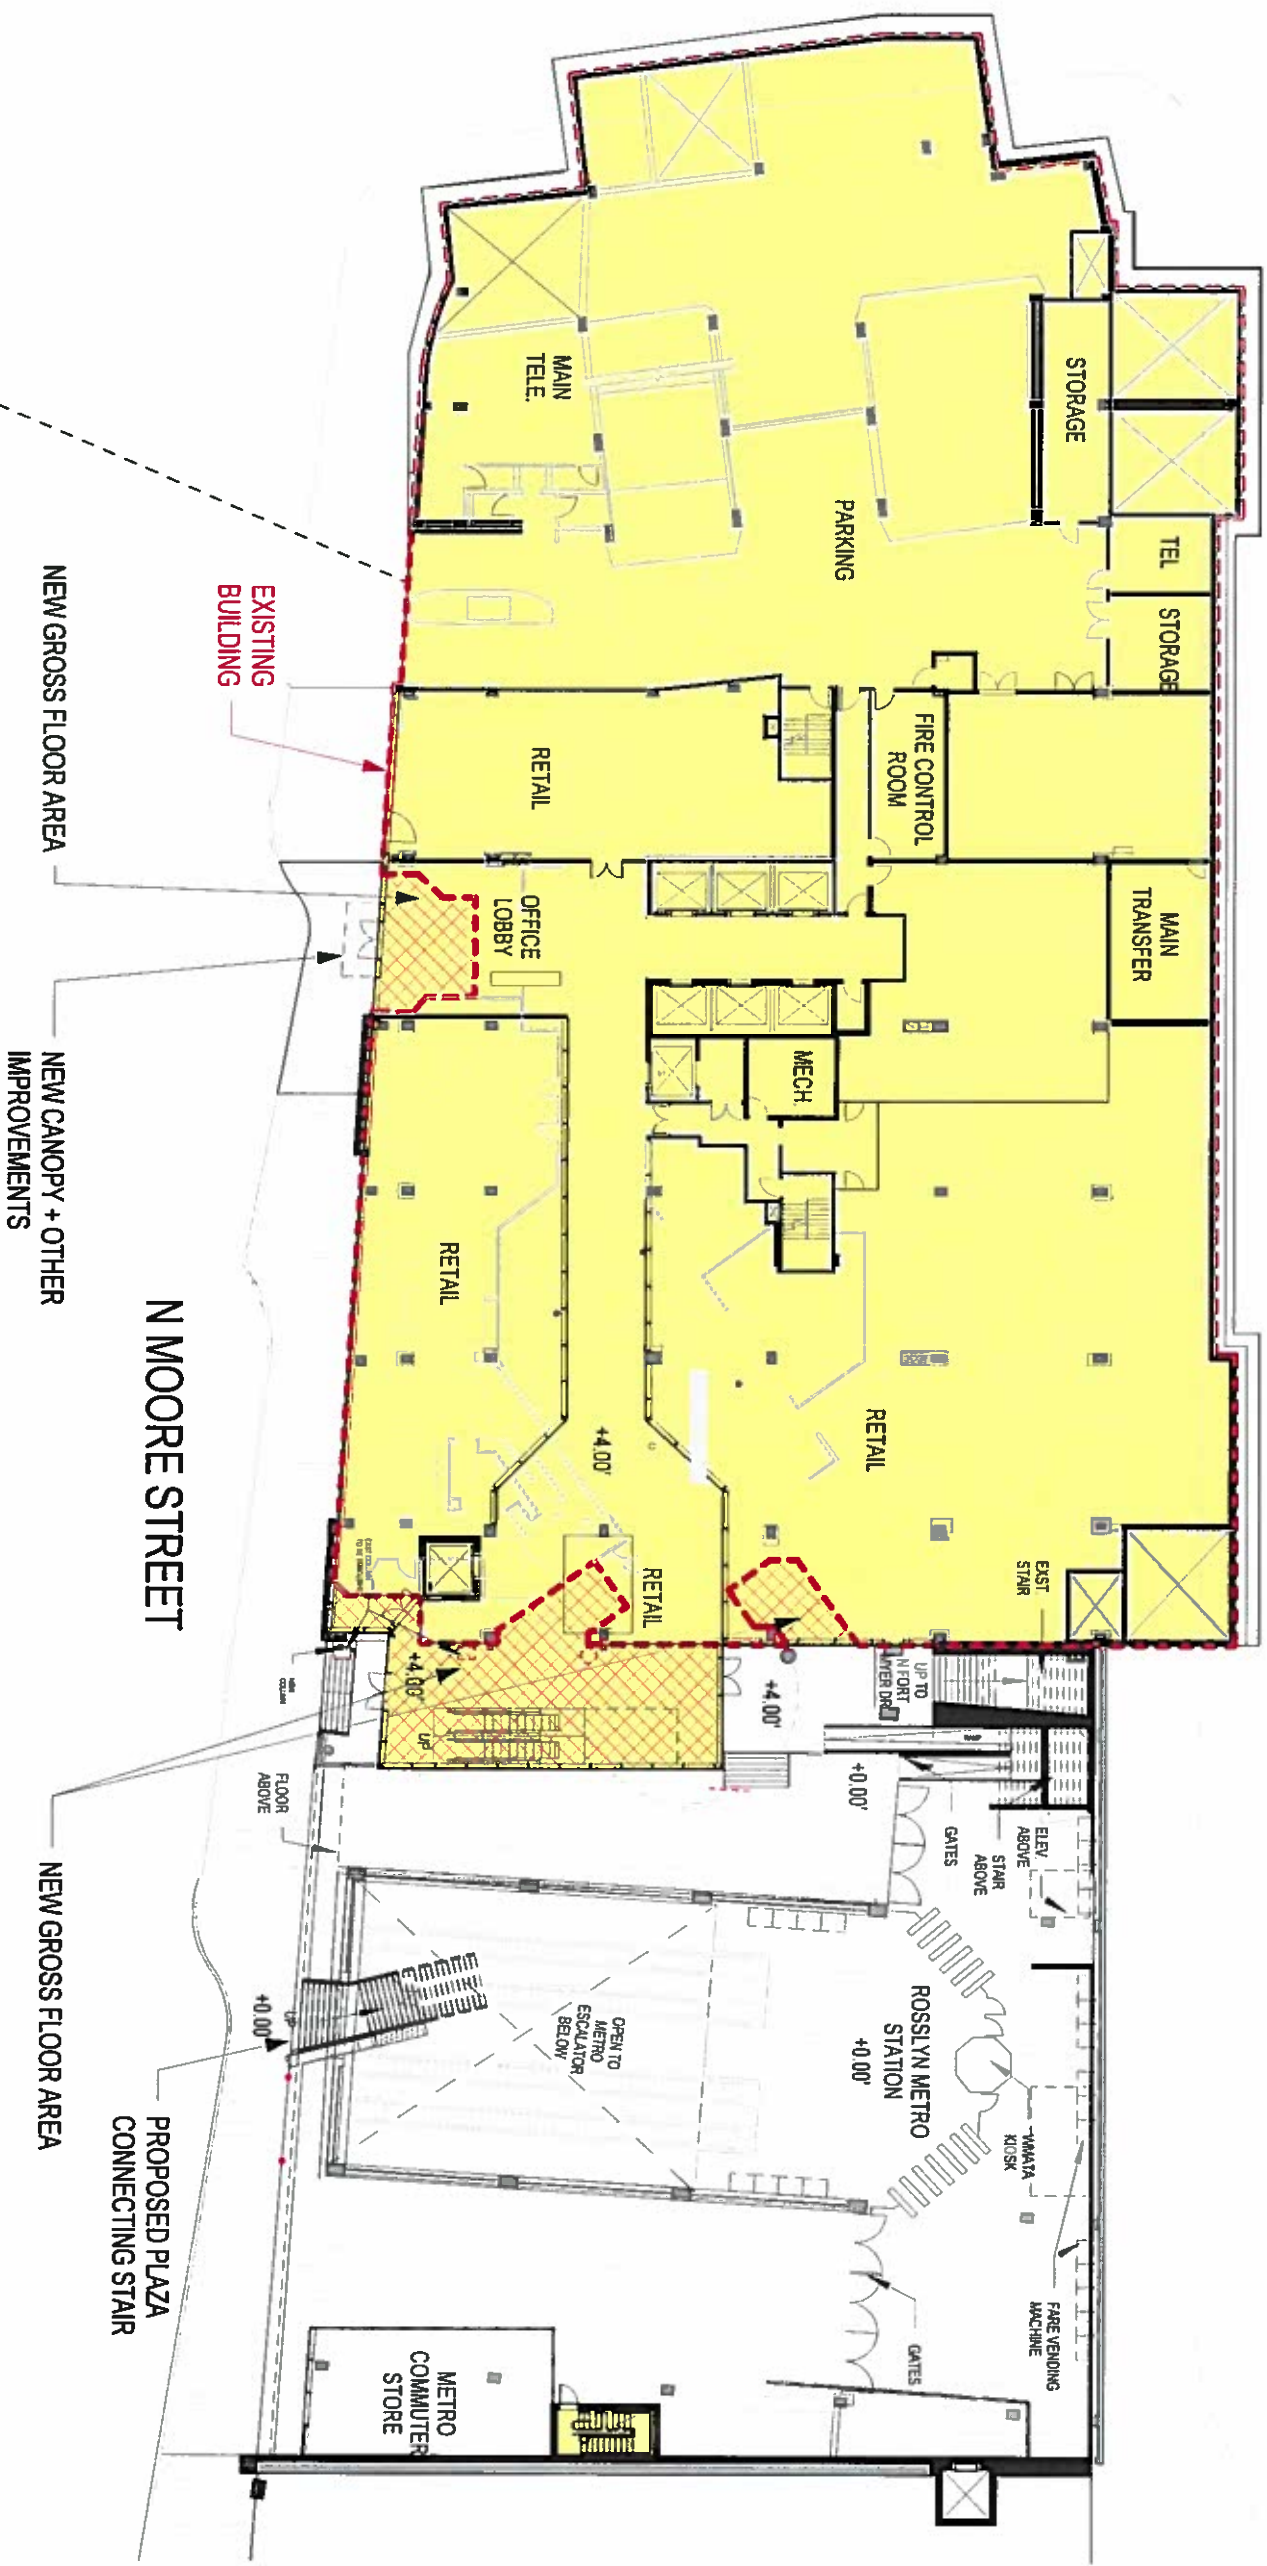 STORAGE
TEL
STORAGE
MAIN
TELE.
PARKING
EXISTING
BUILDING
NEW GROSS FLOOR AREA
RETAIL
FIRE CONTROL
ROOM
MAIN
TRANSFER
OFFICE
LOBBY
MECH.
NEW CANOPY + OTHER
IMPROVEMENTS
RETAIL
RETAIL
N MOORE STREET
+4.00'
RETAIL
EXST
STAIR
UP TO
N FORT
MYER DR
+4.00'
+4.00'
UP
+0.00'
FLOOR
ABOVE
GATES
STAIR
ABOVE
ELEV.
ABOVE
NEW GROSS FLOOR AREA
ROSSLYN METRO
STATION
+0.00'
OPEN TO
METRO
ESCALATOR
BELOW
UP
+0.00'
WMATA
KIOSK
PROPOSED PLAZA
CONNECTING STAIR
FARE VENDING
MACHINE
GATES
METRO
COMMUTER
STORE